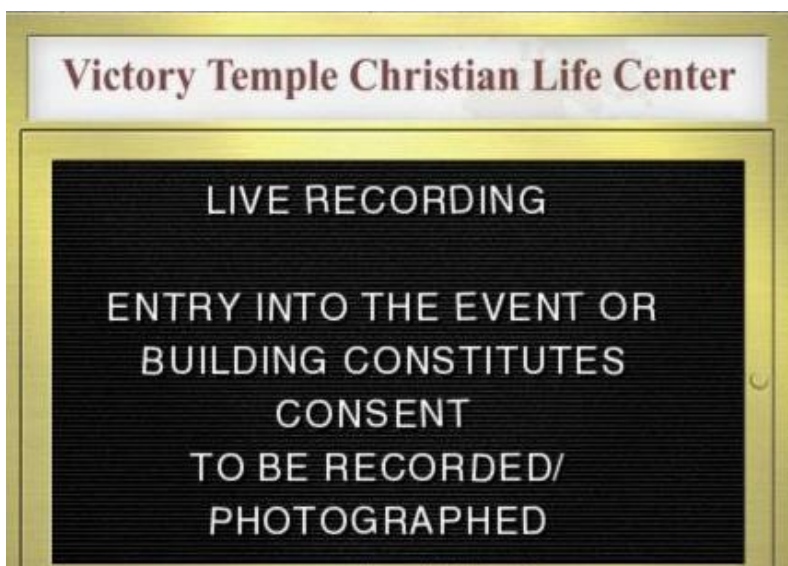 Victory Temple Christian Life Center
LIVE RECORDING
ENTRY INTO THE EVENT OR
BUILDING CONSTITUTES
CONSENT
TO BE RECORDED/
PHOTOGRAPHED